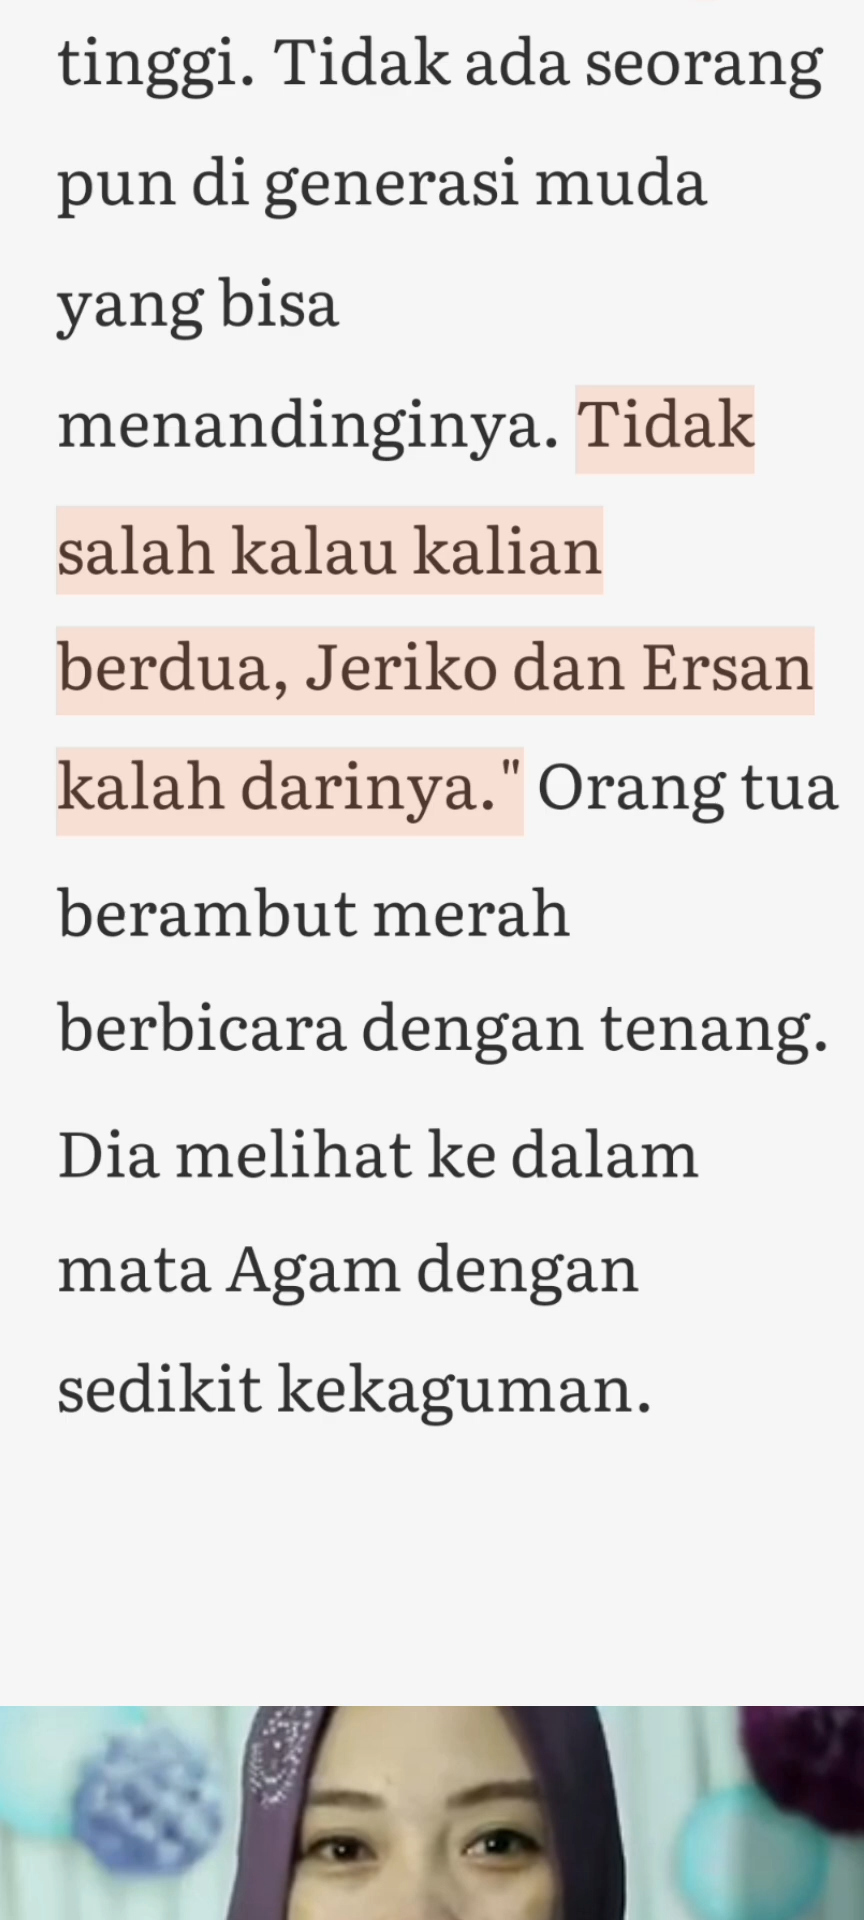 tinggi. Tidak ada seorang
pun di generasi muda
yang bisa
menandinginya. Tidak
salah kalau kalian
berdua, Jeriko dan Ersan
kalah darinya." Orang tua
berambut merah
berbicara dengan tenang.
Dia melihat ke dalam
mata Agam dengan
sedikit kekaguman.